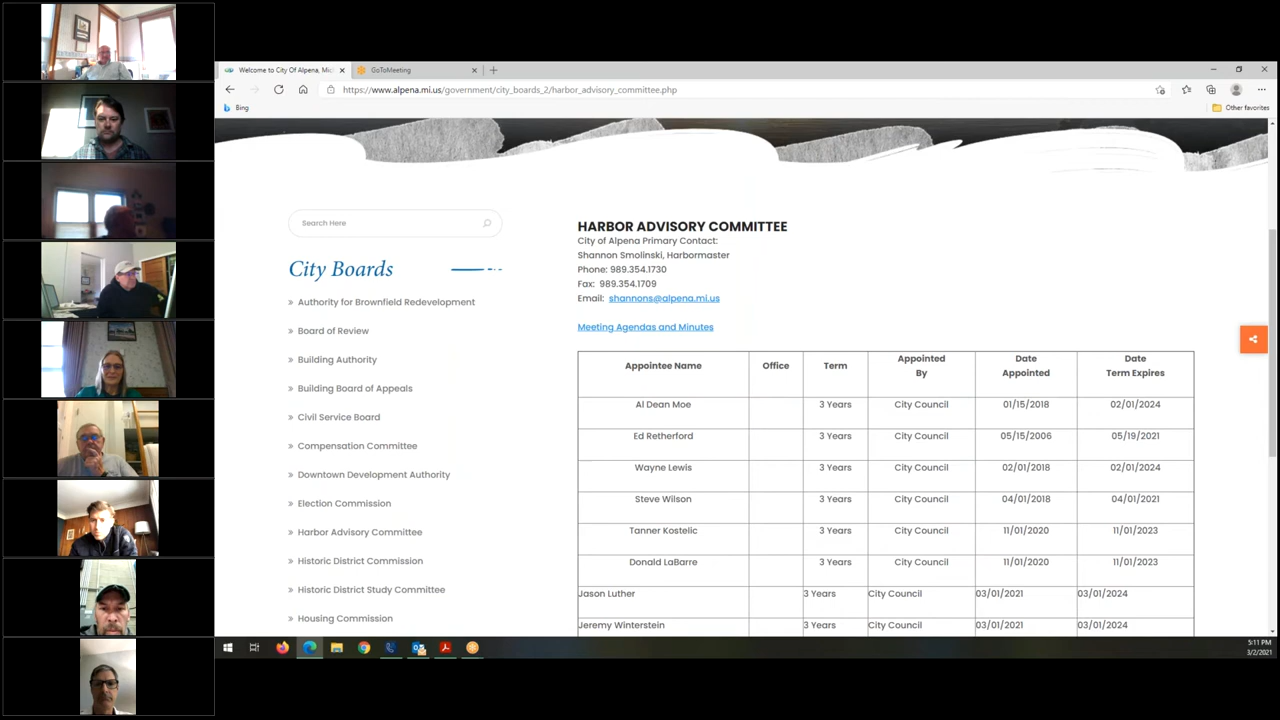 Welcome to City Of Alpena, Mic
GoToMeeting
https://www.alpena.mi.us/government/city_boards_2/harbor_advisory_committee.php
Bing
Other favorites
Search Here
City Boards
Authority for Brownfield Redevelopment
Board of Review
Building Authority
Building Board of Appeals
Civil Service Board
Compensation Committee
Downtown Development Authority
Election Commission
Harbor Advisory Committee
Historic District Commission
Historic District Study Committee
Housing Commission
HARBOR ADVISORY COMMITTEE
City of Alpena Primary Contact:
Shannon Smolinski, Harbormaster
Phone: 989.354.1730
Fax: 989.354.1709
Email: shannons@alpena.mi.us
Meeting Agendas and Minutes
Appointee Name Office Term Appointed By Date Appointed Date Term Expires
Al Dean Moe 3 Years City Council 01/15/2018 02/01/2024
Ed Retherford 3 Years City Council 05/15/2006 05/19/2021
Wayne Lewis 3 Years City Council 02/01/2018 02/01/2024
Steve Wilson 3 Years City Council 04/01/2018 04/01/2021
Tanner Kostelic 3 Years City Council 11/01/2020 11/01/2023
Donald LaBarre 3 Years City Council 11/01/2020 11/01/2023
Jason Luther 3 Years City Council 03/01/2021 03/01/2024
Jeremy Winterstein 3 Years City Council 03/01/2021 03/01/2024
5:11 PM
3/2/2021